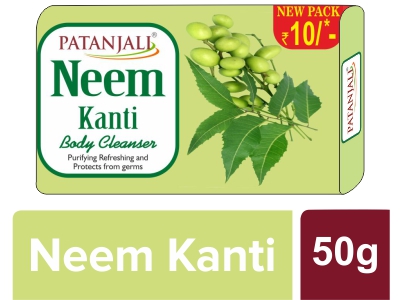 PATANJALI®
Neem
Kanti
Body Cleanser
Purifying Refreshing and
Protects from germs
NEW PACK
₹10/*-
PATANJALI®
Neem Kanti
50g